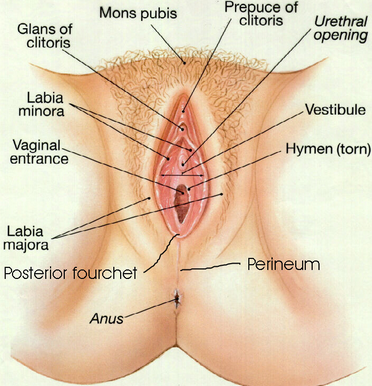 Mons pubis
Prepuce of
clitoris
Urethral
opening
Glans of
clitoris
Labia
minora
Vestibule
Vaginal
entrance
Hymen (torn)
Labia
majora
Posterior fourchet
Perineum
Anus